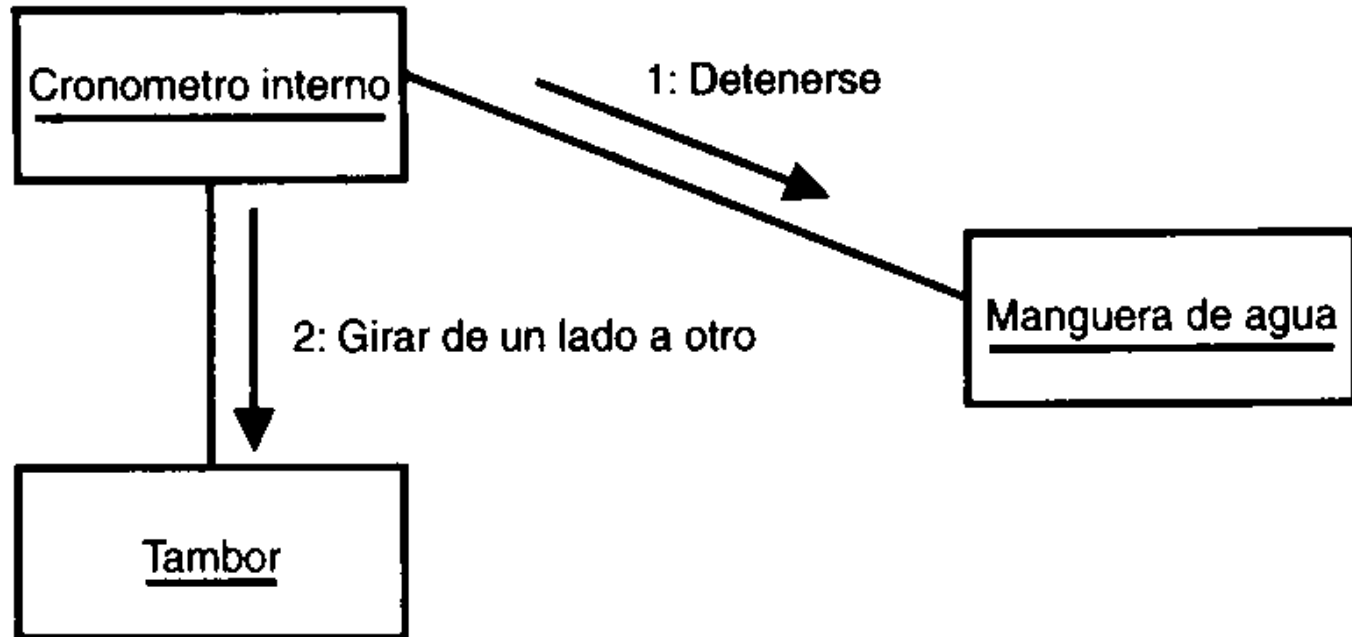 Cronometro interno
1: Detenerse
Manguera de agua
2: Girar de un lado a otro
Tambor